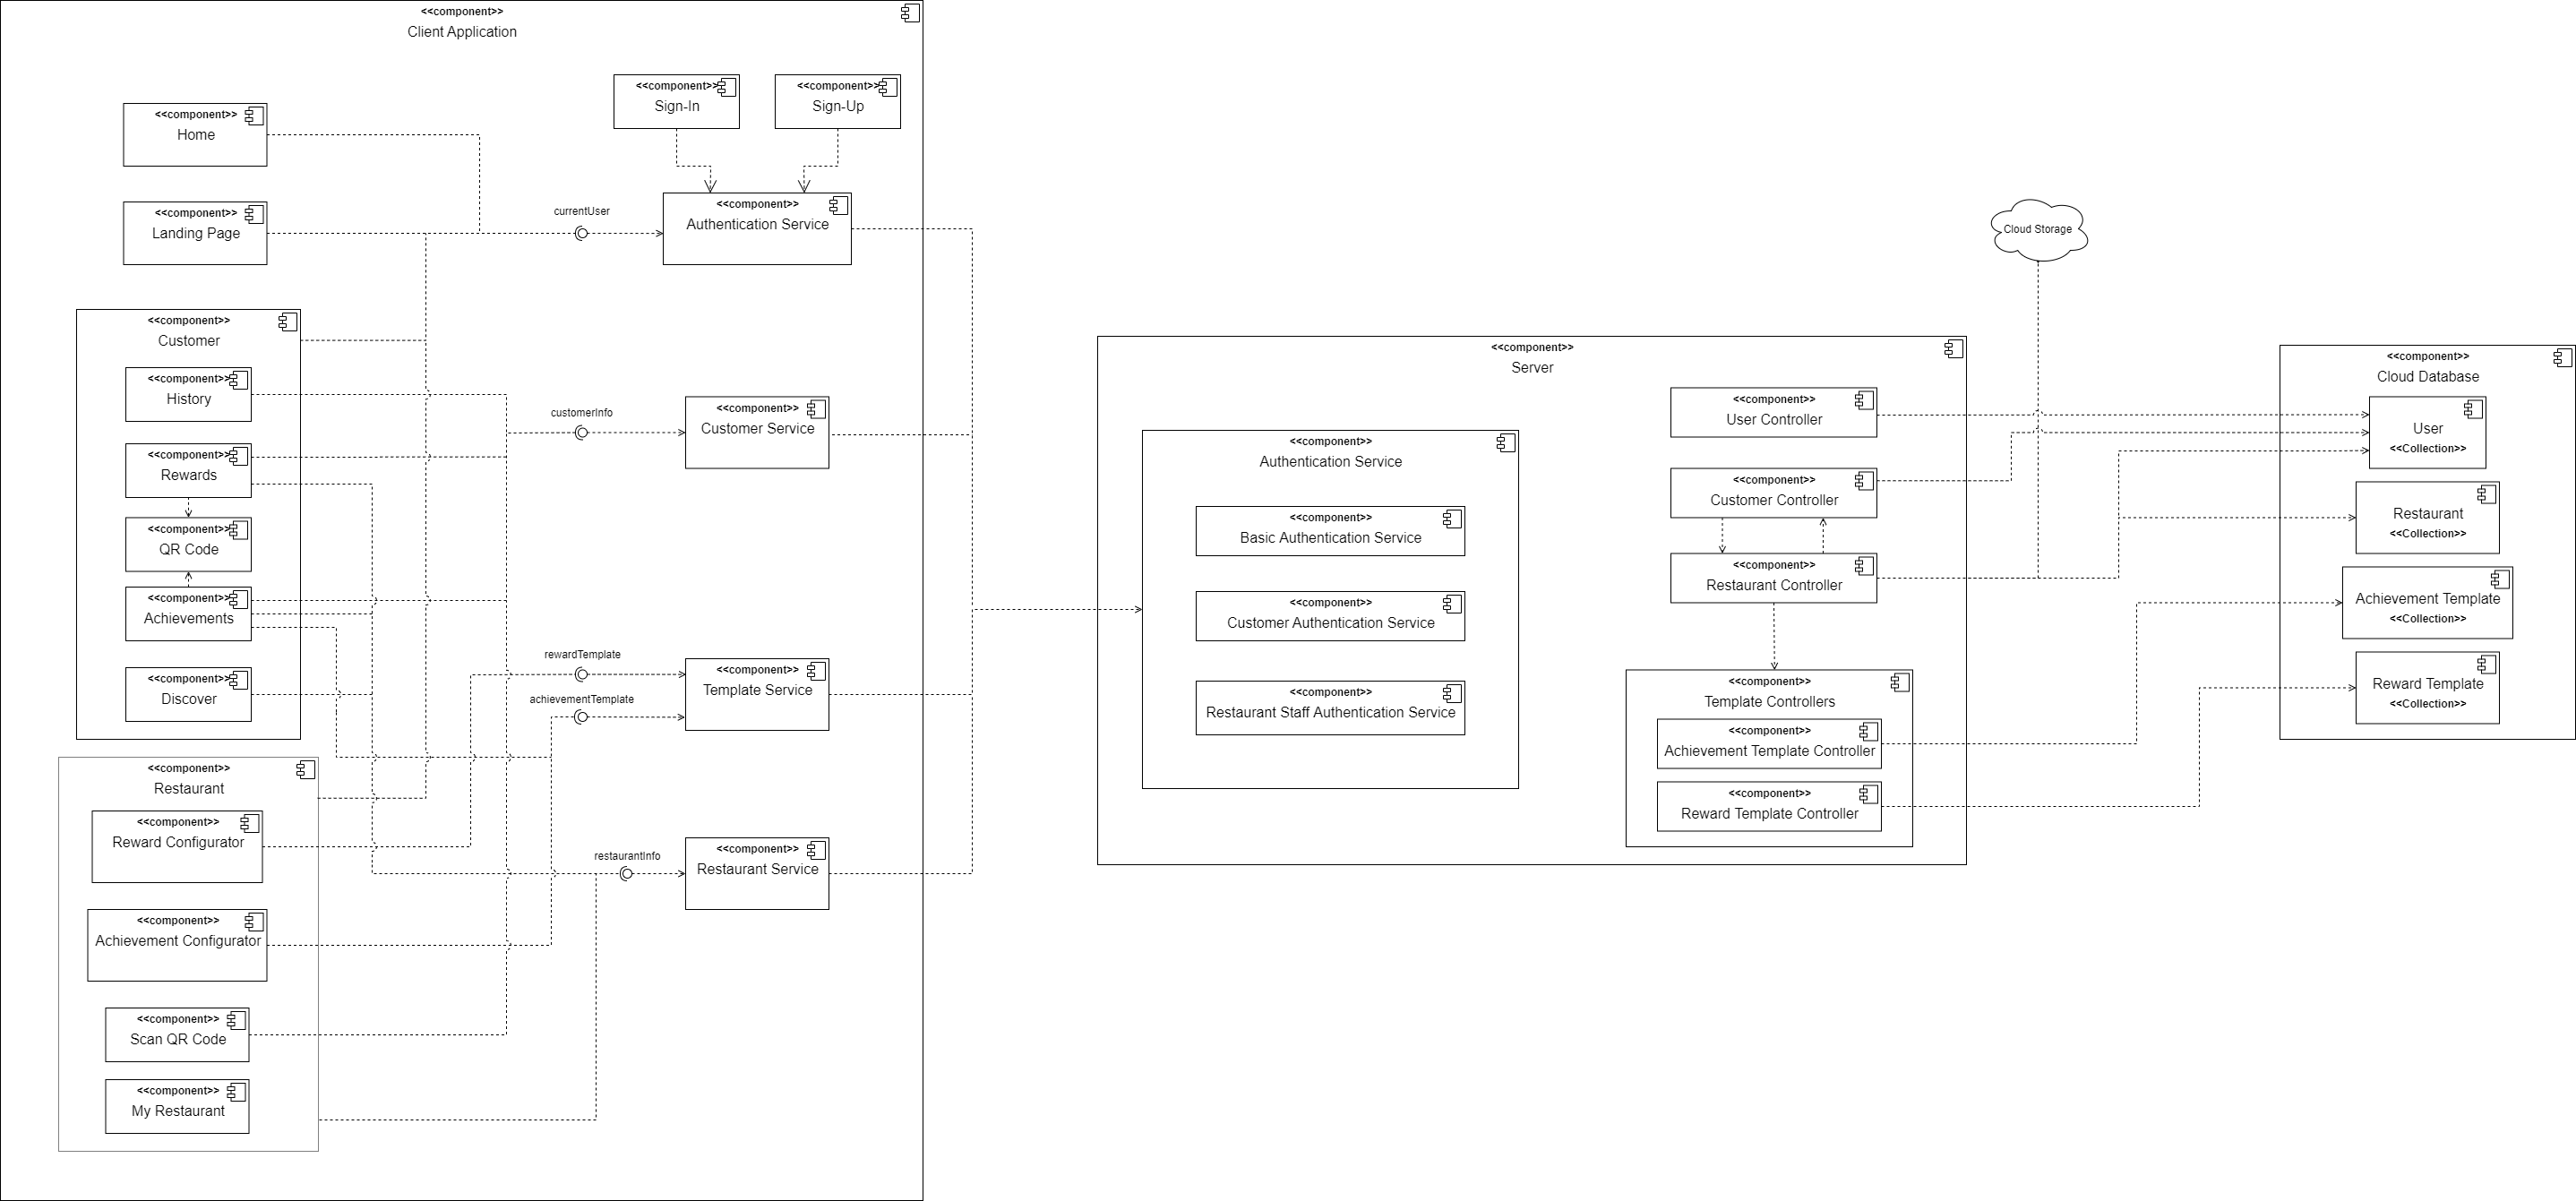 <<component>>
Client Application
<<component>>
Home
<<component>>
Sign-In
<<component>>
Sign-Up
<<component>>
Landing Page
currentUser
<<component>>
Authentication Service
<<component>>
Customer
<<component>>
History
<<component>>
Rewards
<<component>>
QR Code
<<component>>
Achievements
<<component>>
Discover
customerInfo
<<component>>
Customer Service
rewardTemplate
achievementTemplate
<<component>>
Template Service
<<component>>
Restaurant
<<component>>
Reward Configurator
<<component>>
Achievement Configurator
<<component>>
Scan QR Code
<<component>>
My Restaurant
restaurantInfo
<<component>>
Restaurant Service
<<component>>
Server
<<component>>
Authentication Service
<<component>>
Basic Authentication Service
<<component>>
Customer Authentication Service
<<component>>
Restaurant Staff Authentication Service
<<component>>
User Controller
<<component>>
Customer Controller
<<component>>
Restaurant Controller
<<component>>
Template Controllers
<<component>>
Achievement Template Controller
<<component>>
Reward Template Controller
Cloud Storage
<<component>>
Cloud Database
User
<<Collection>>
Restaurant
<<Collection>>
Achievement Template
<<Collection>>
Reward Template
<<Collection>>